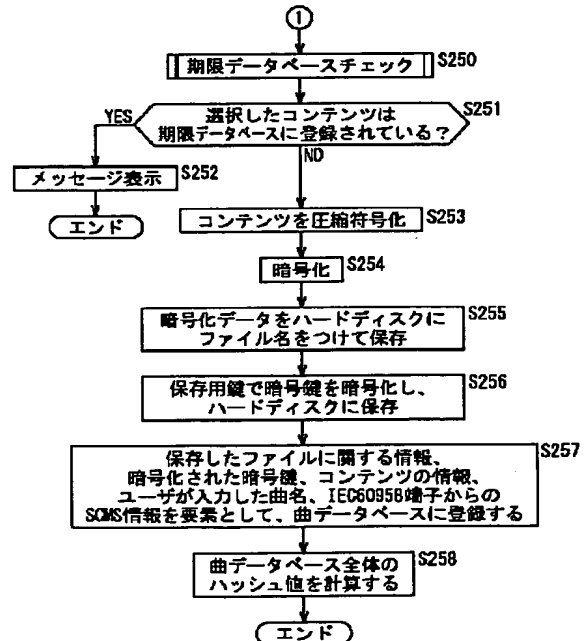 1
期限データベースチェック S250
選択したコンテンツは
期限データベースに登録されている？ S251
YES
NO
メッセージ表示 S252
エンド
コンテンツを圧縮符号化 S253
暗号化 S254
暗号化データをハードディスクに
ファイル名をつけて保存 S255
保存用鍵で暗号鍵を暗号化し、
ハードディスクに保存 S256
保存したファイルに関する情報、 S257
暗号化された暗号鍵、コンテンツの情報、
ユーザが入力した曲名、IEC60958端子からの
SCMS情報を要素として、曲データベースに登録する
曲データベース全体の S258
ハッシュ値を計算する
エンド